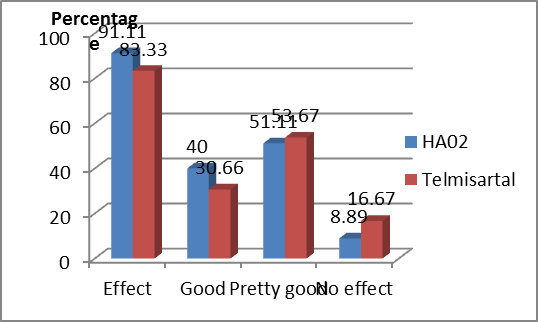 Percentag
e
100
80
60
40
20
0
91.11
83.33
40
30.66
51.11
53.67
8.89
16.67
Effect
Good
Pretty good
No effect
HA02
Telmisartal